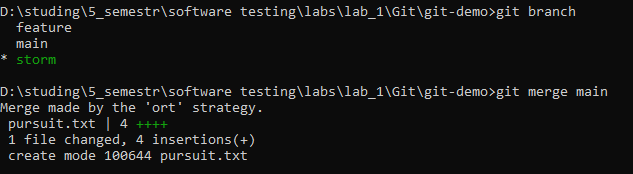 D:\studing\5_semestr\software testing\labs\lab_1\Git\git-demo>git branch
  feature
  main
* storm

D:\studing\5_semestr\software testing\labs\lab_1\Git\git-demo>git merge main
Merge made by the 'ort' strategy.
 pursuit.txt | 4 ++++
 1 file changed, 4 insertions(+)
 create mode 100644 pursuit.txt